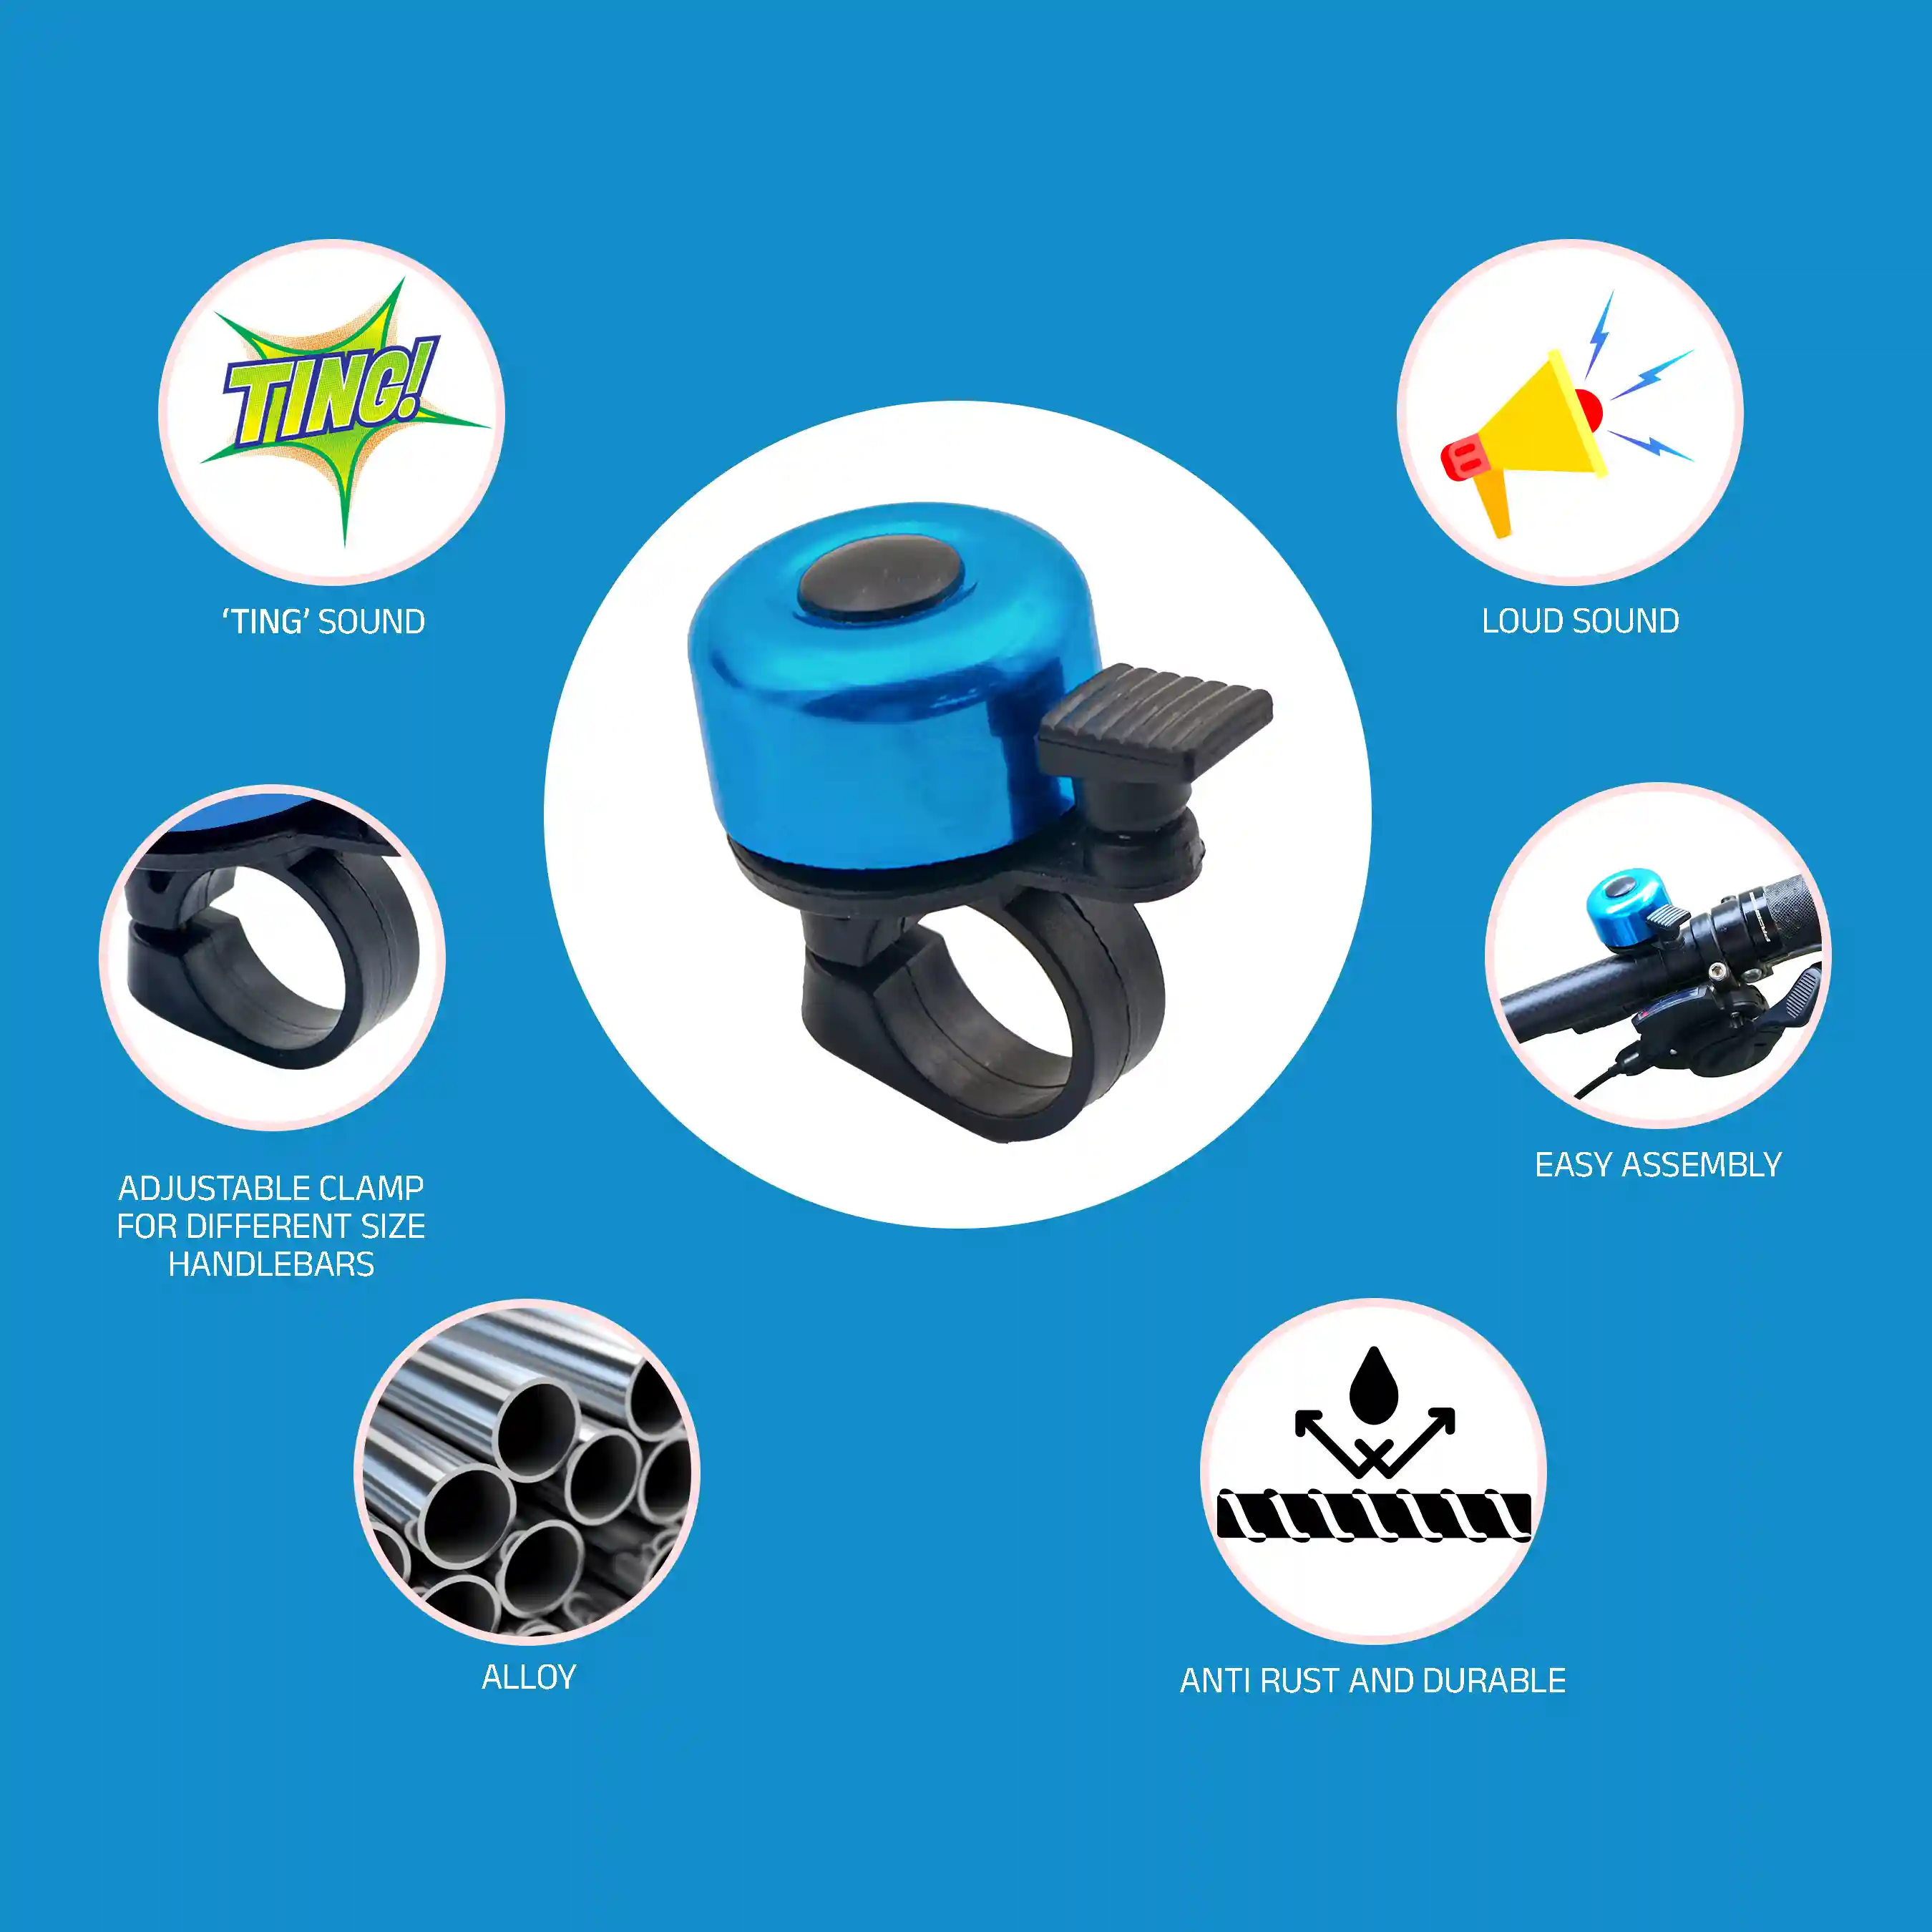 TING!
‘TING’ SOUND
LOUD SOUND
ADJUSTABLE CLAMP
FOR DIFFERENT SIZE
HANDLEBARS
EASY ASSEMBLY
ALLOY
ANTI RUST AND DURABLE